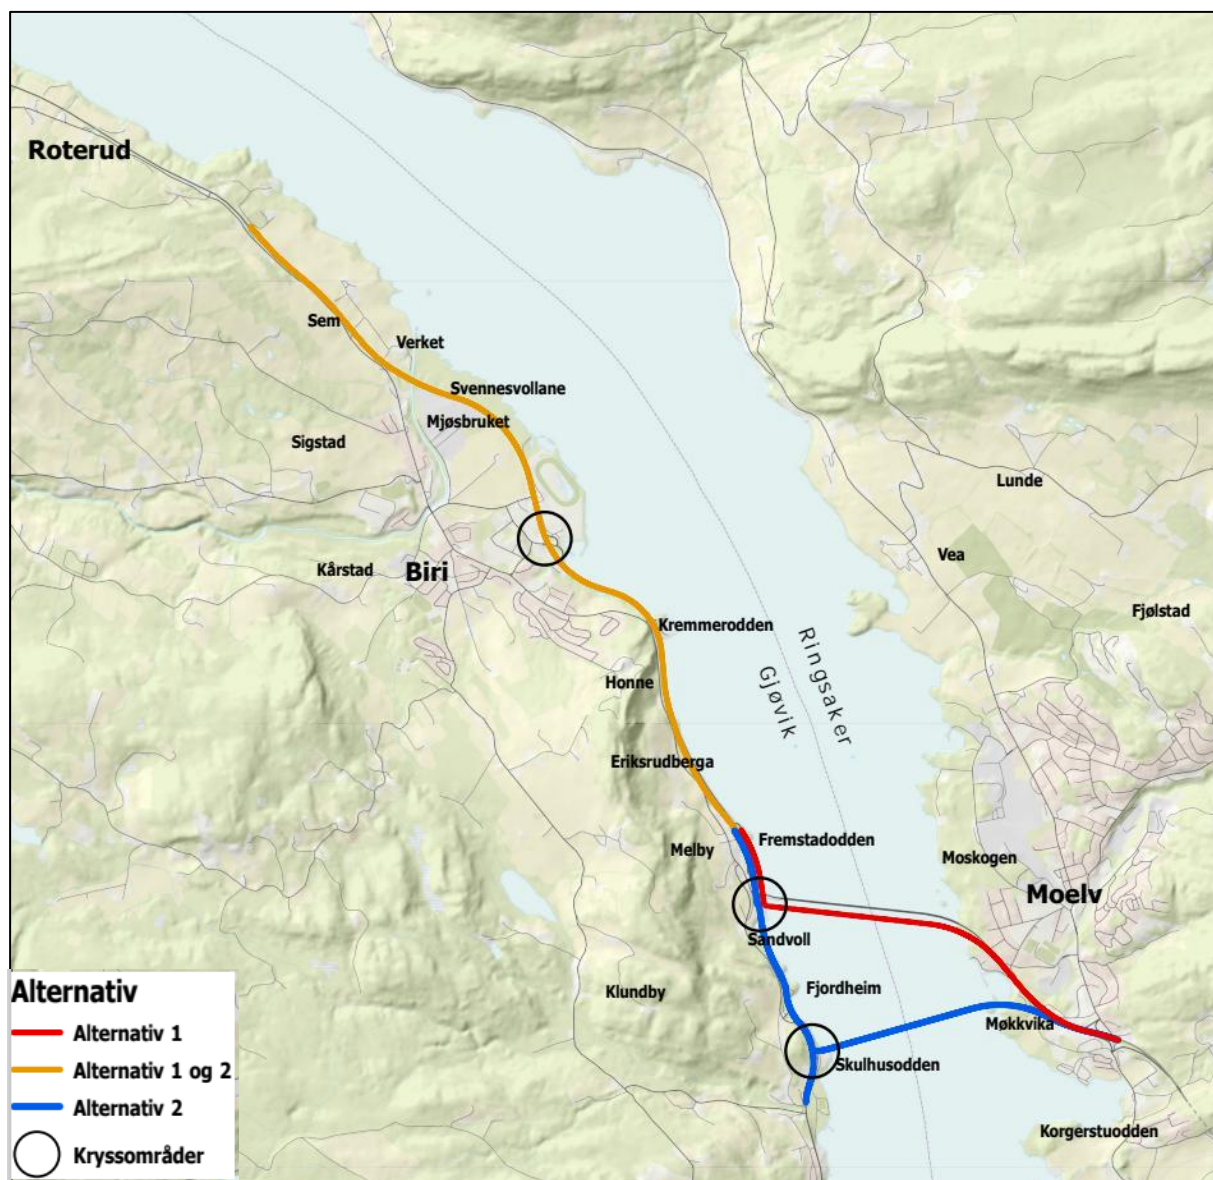 Roterud
Sem
Verket
Svennesvollane
Mjøsbruket
Sigstad
Lunde
Vea
Kårstad
Biri
Fjølstad
Kremmerodden
Ringsaker
Gjøvik
Honne
Eriksrudberga
Fremstadodden
Melby
Moskogen
Moelv
Sandvoll
Fjordheim
Klundby
Møkkvika
Skulhusodden
Korgerstuodden
Alternativ
Alternativ 1
Alternativ 1 og 2
Alternativ 2
Kryssområder